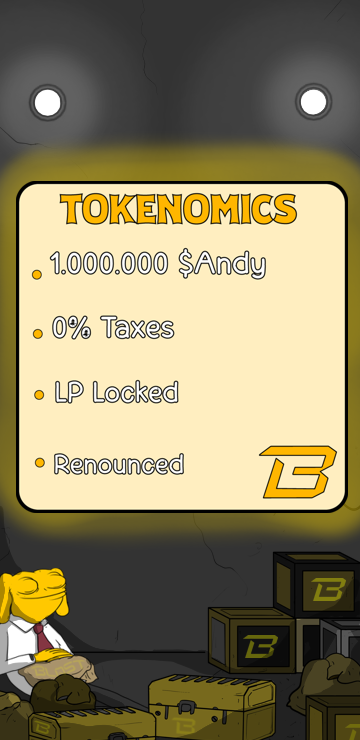 TOKENOMICS
1.000.000 $Andy
0% Taxes
LP Locked
Renounced
B
B
B
B